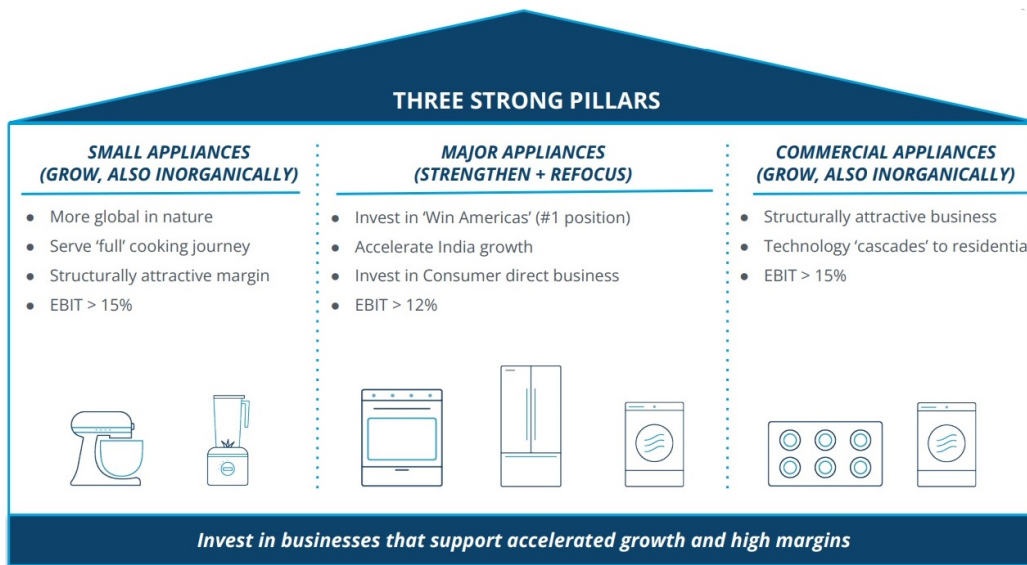 THREE STRONG PILLARS
SMALL APPLIANCES
(GROW, ALSO INORGANICALLY)
● More global in nature
● Serve ‘full’ cooking journey
● Structurally attractive margin
● EBIT > 15%
MAJOR APPLIANCES
(STRENGTHEN + REFOCUS)
● Invest in ‘Win Americas’ (#1 position)
● Accelerate India growth
● Invest in Consumer direct business
● EBIT > 12%
COMMERCIAL APPLIANCES
(GROW, ALSO INORGANICALLY)
● Structurally attractive business
● Technology ‘cascades’ to residentia
● EBIT > 15%
Invest in businesses that support accelerated growth and high margins